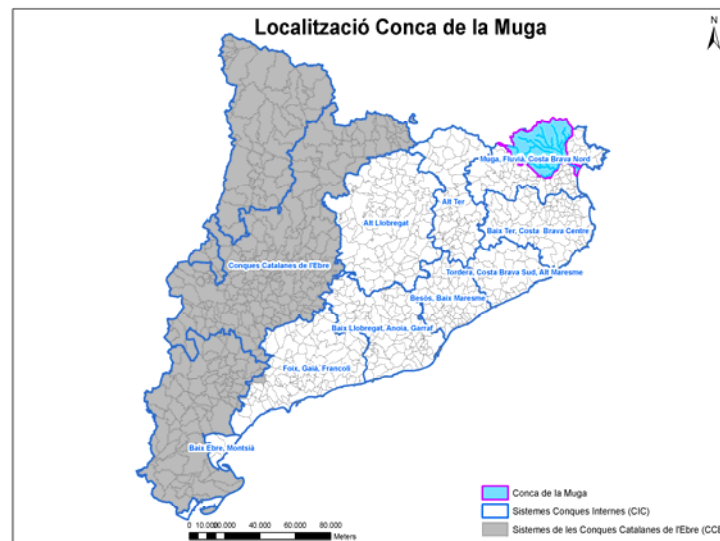 Localització Conca de la Muga
N
Muga, Fluvià, Costa Brava Nord
Alt Ter
Alt Llobregat
Baix Ter, Costa Brava Centre
Conques Catalanes de l'Ebre
Tordera, Costa Brava Sud, Alt Maresme
Besòs, Baix Maresme
Baix Llobregat, Anoia, Garraf
Foix, Gaià, Francolí
Baix Ebre, Montsià
Conca de la Muga
Sistemes Conques Internes (CIC)
Sistemes de les Conques Catalanes de l'Ebre (CCE
0 10.000 20.000 40.000 60.000 80.000
Meters